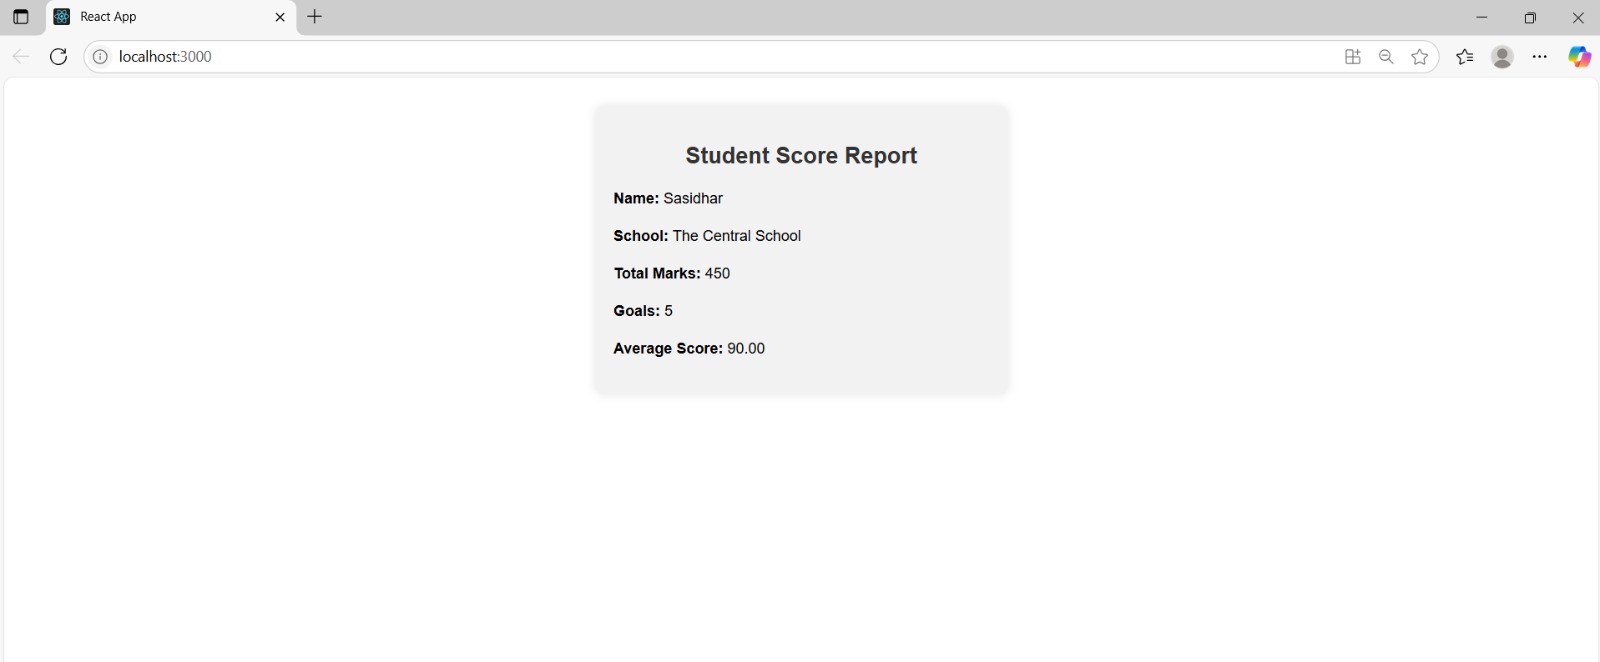 React App
localhost:3000
Student Score Report
Name: Sasidhar
School: The Central School
Total Marks: 450
Goals: 5
Average Score: 90.00